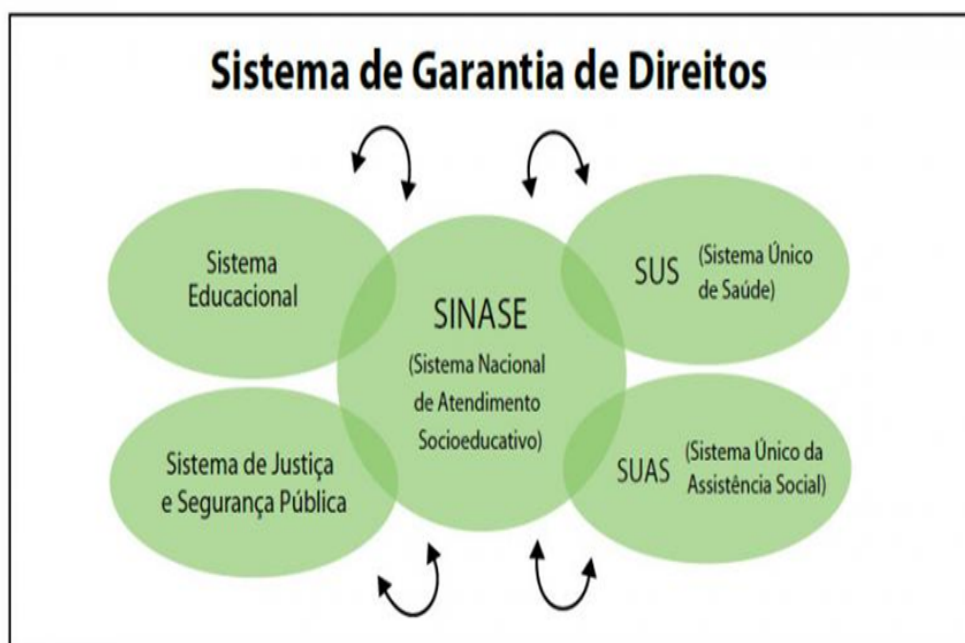 Sistema de Garantia de Direitos
Sistema
Educacional
SINASE
(Sistema Nacional
de Atendimento
Socioeducativo)
SUS (Sistema Único
de Saúde)
Sistema de Justiça
e Segurança Pública
SUAS (Sistema Único da
Assistência Social)